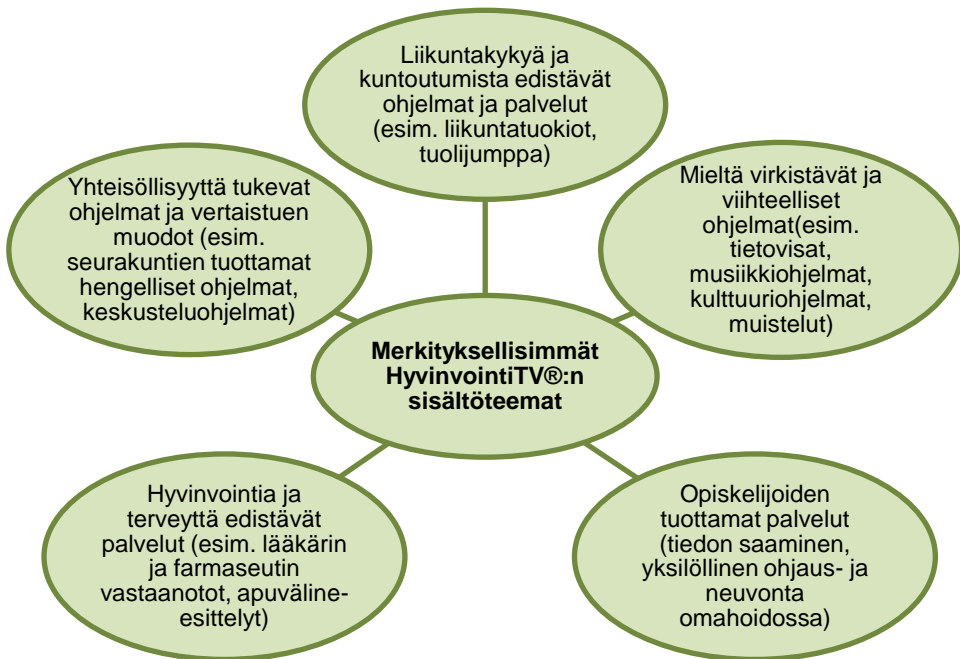 Liikuntakykyä ja
kuntoutumista edistävät
ohjelmat ja palvelut
(esim. liikuntatuokiot,
tuolijumppa)
Yhteisöllisyyttä tukevat
ohjelmat ja vertaistuen
muodot (esim.
seurakuntien tuottamat
hengelliset ohjelmat,
keskusteluohjelmat)
Mieltä virkistävät ja
viihteelliset
ohjelmat(esim.
tietovisat,
musiikkiohjelmat,
kulttuuriohjelmat,
muistelut)
Merkityksellisimmät
HyvinvointiTV®:n
sisältöteemat
Hyvinvointia ja
terveyttä edistävät
palvelut (esim. lääkärin
ja farmaseutin
vastaanotot, apuväline-
esittelyt)
Opiskelijoiden
tuottamat palvelut
(tiedon saaminen,
yksilöllinen ohjaus- ja
neuvonta
omahoidossa)